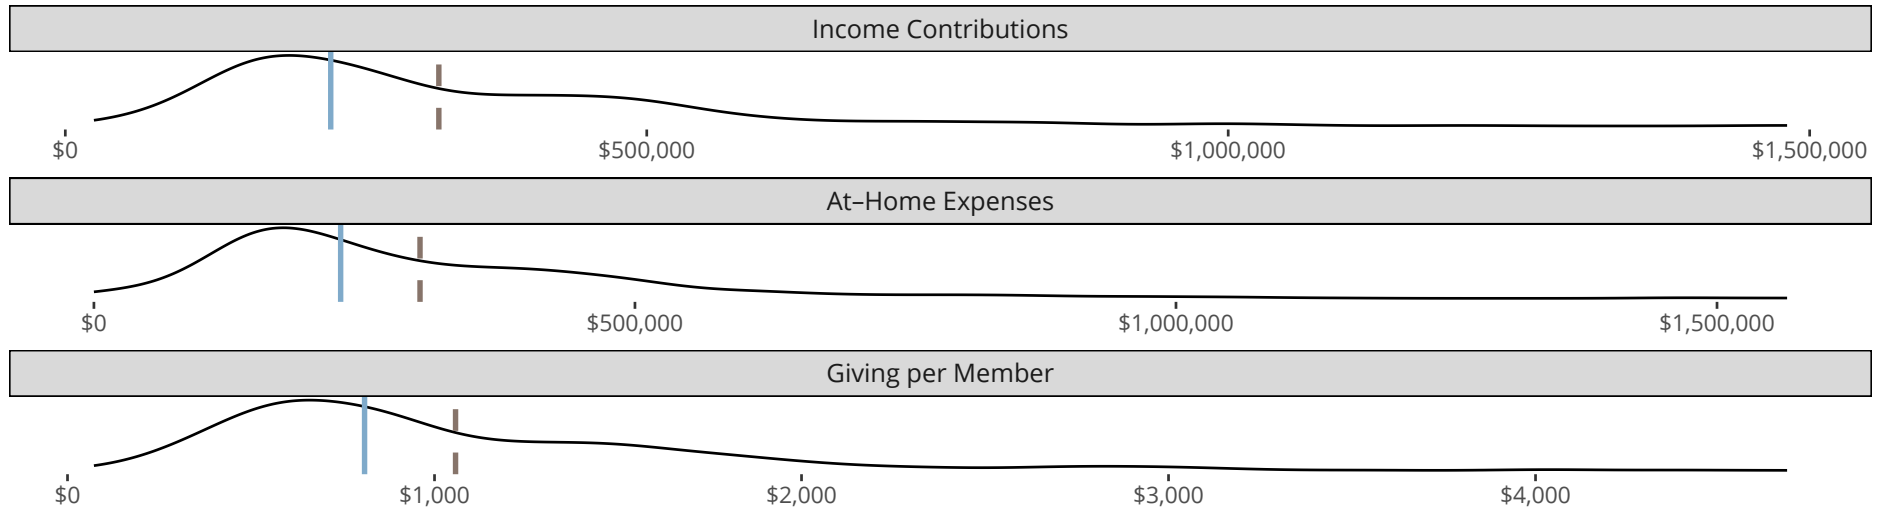 Income Contributions
$0 $500,000 $1,000,000 $1,500,000
At–Home Expenses
$0 $500,000 $1,000,000 $1,500,000
Giving per Member
$0 $1,000 $2,000 $3,000 $4,000